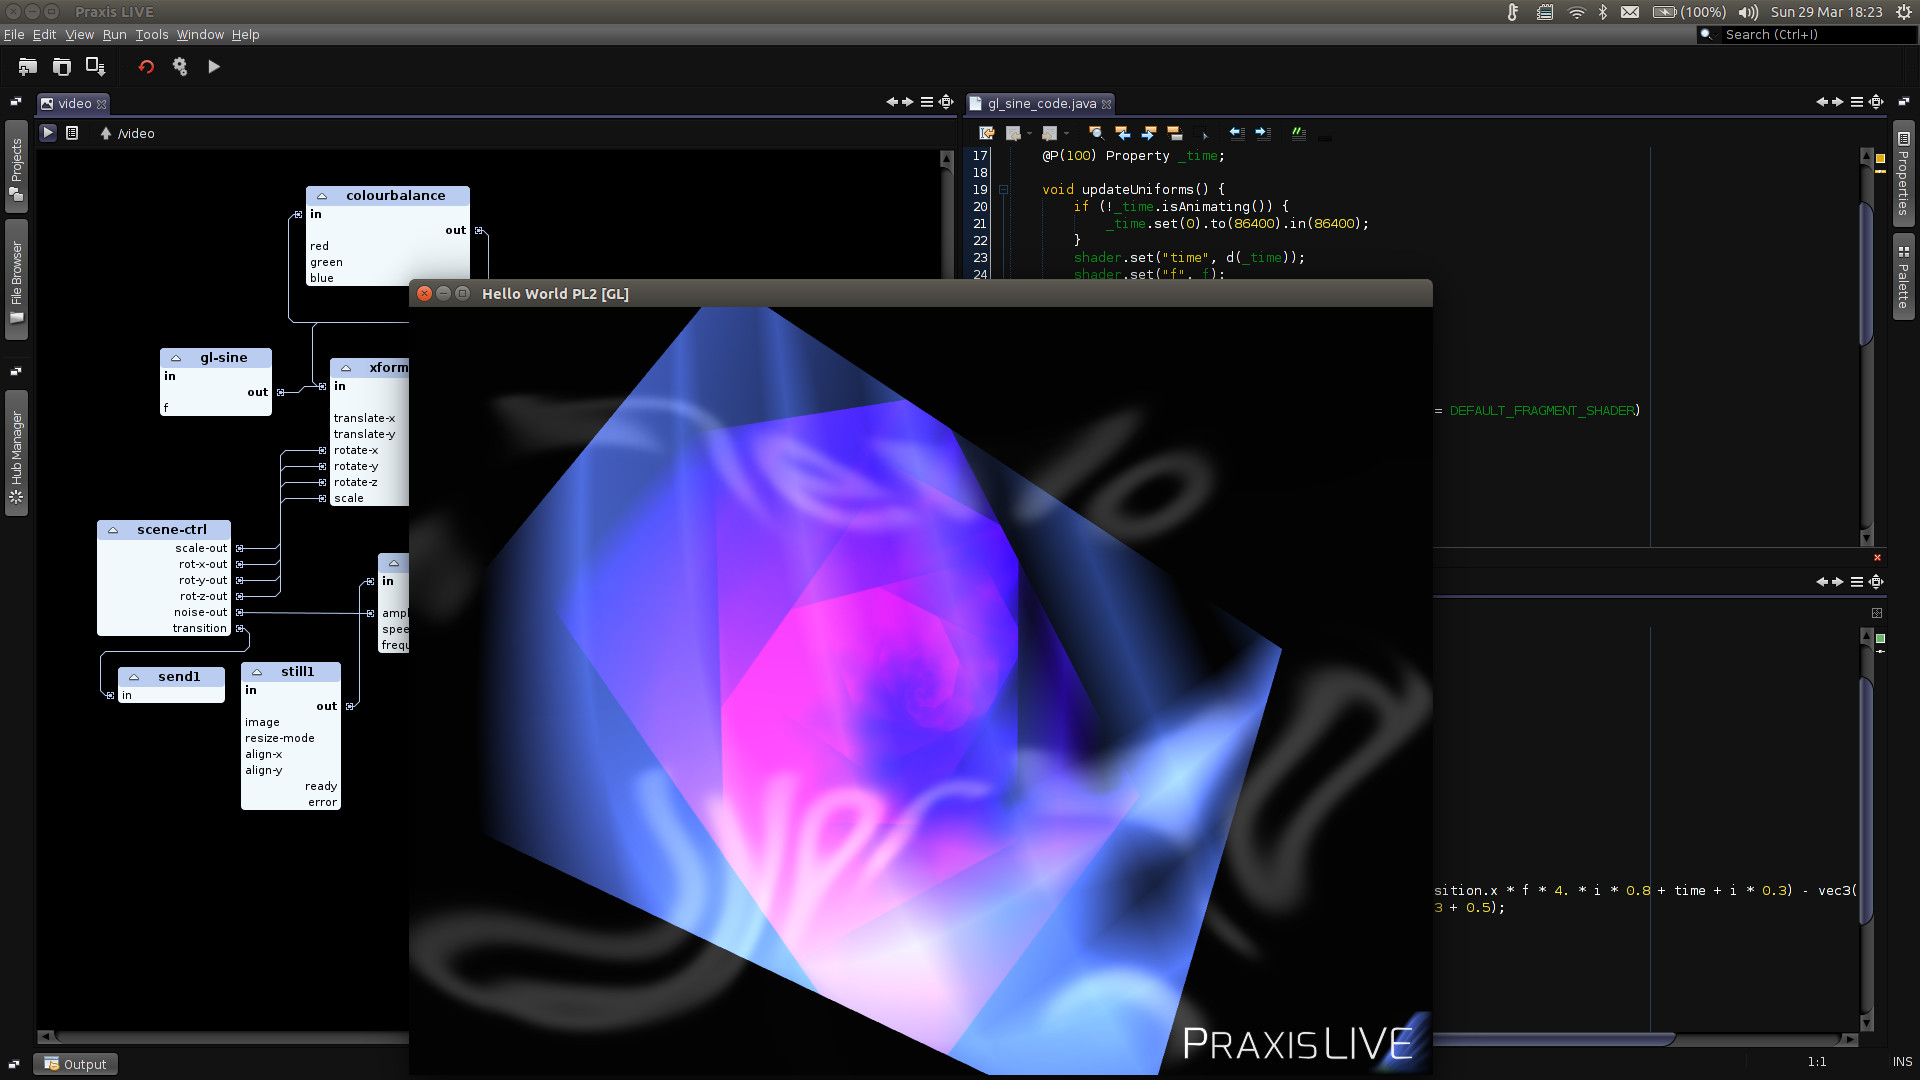 Praxis LIVE
(100%)
Sun 29 Mar 18:23
File Edit View Run Tools Window Help
Search (Ctrl+I)
video
gl_sine_code.java
/video
Projects
File Browser
Hub Manager
Properties
Palette
colourbalance
in
out
red
green
blue
gl-sine
in
out
f
xform
in
translate-x
translate-y
rotate-x
rotate-y
rotate-z
scale
scene-ctrl
scale-out
rot-x-out
rot-y-out
rot-z-out
noise-out
transition
in
ampl
spee
frequ
send1
in
still1
in
out
image
resize-mode
align-x
align-y
ready
error
17 @P(100) Property _time;
18
19 void updateUniforms() {
20 if (!_time.isAnimating()) {
21 _time.set(0).to(86400).in(86400);
22 }
23 shader.set("time", d(_time));
24 shader.set("f", f);
Hello World PL2 [GL]
= DEFAULT_FRAGMENT_SHADER)
sition.x * f * 4. * i * 0.8 + time + i * 0.3) - vec3(
3 + 0.5);
PRAXISLIVE
Output
1:1
INS